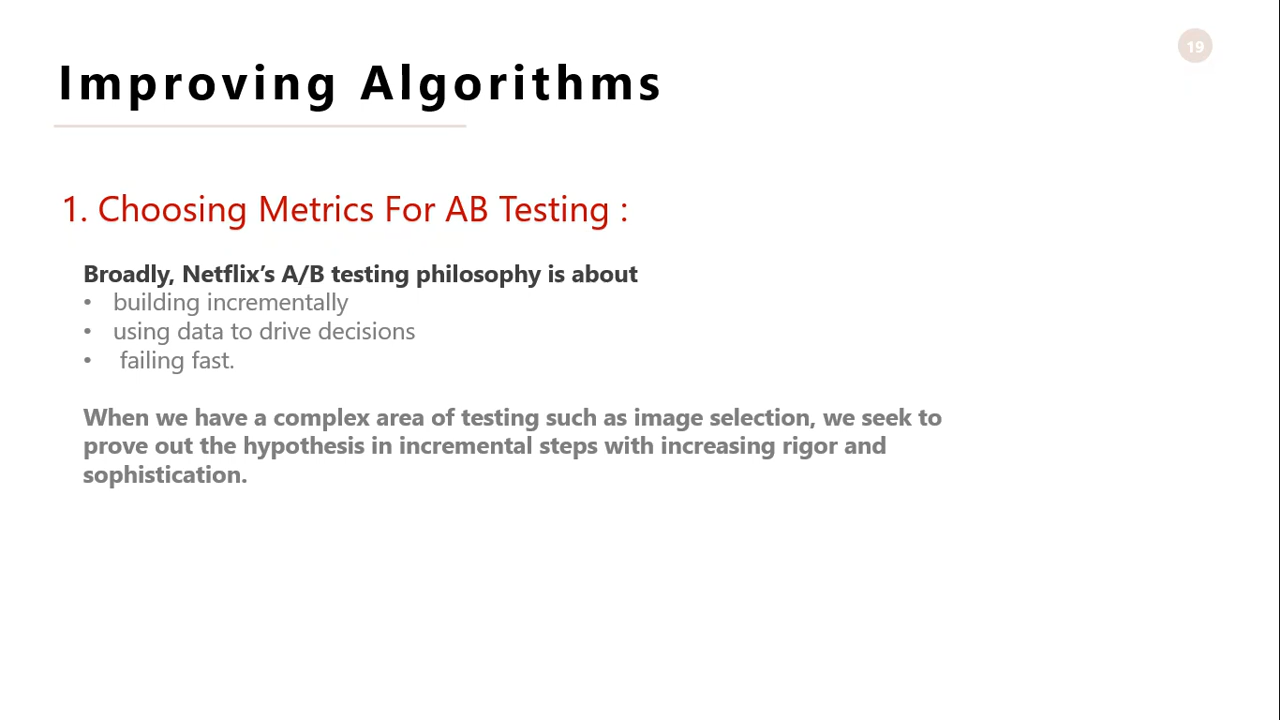 19
Improving Algorithms
1. Choosing Metrics For AB Testing :
Broadly, Netflix’s A/B testing philosophy is about
• building incrementally
• using data to drive decisions
• failing fast.
When we have a complex area of testing such as image selection, we seek to
prove out the hypothesis in incremental steps with increasing rigor and
sophistication.